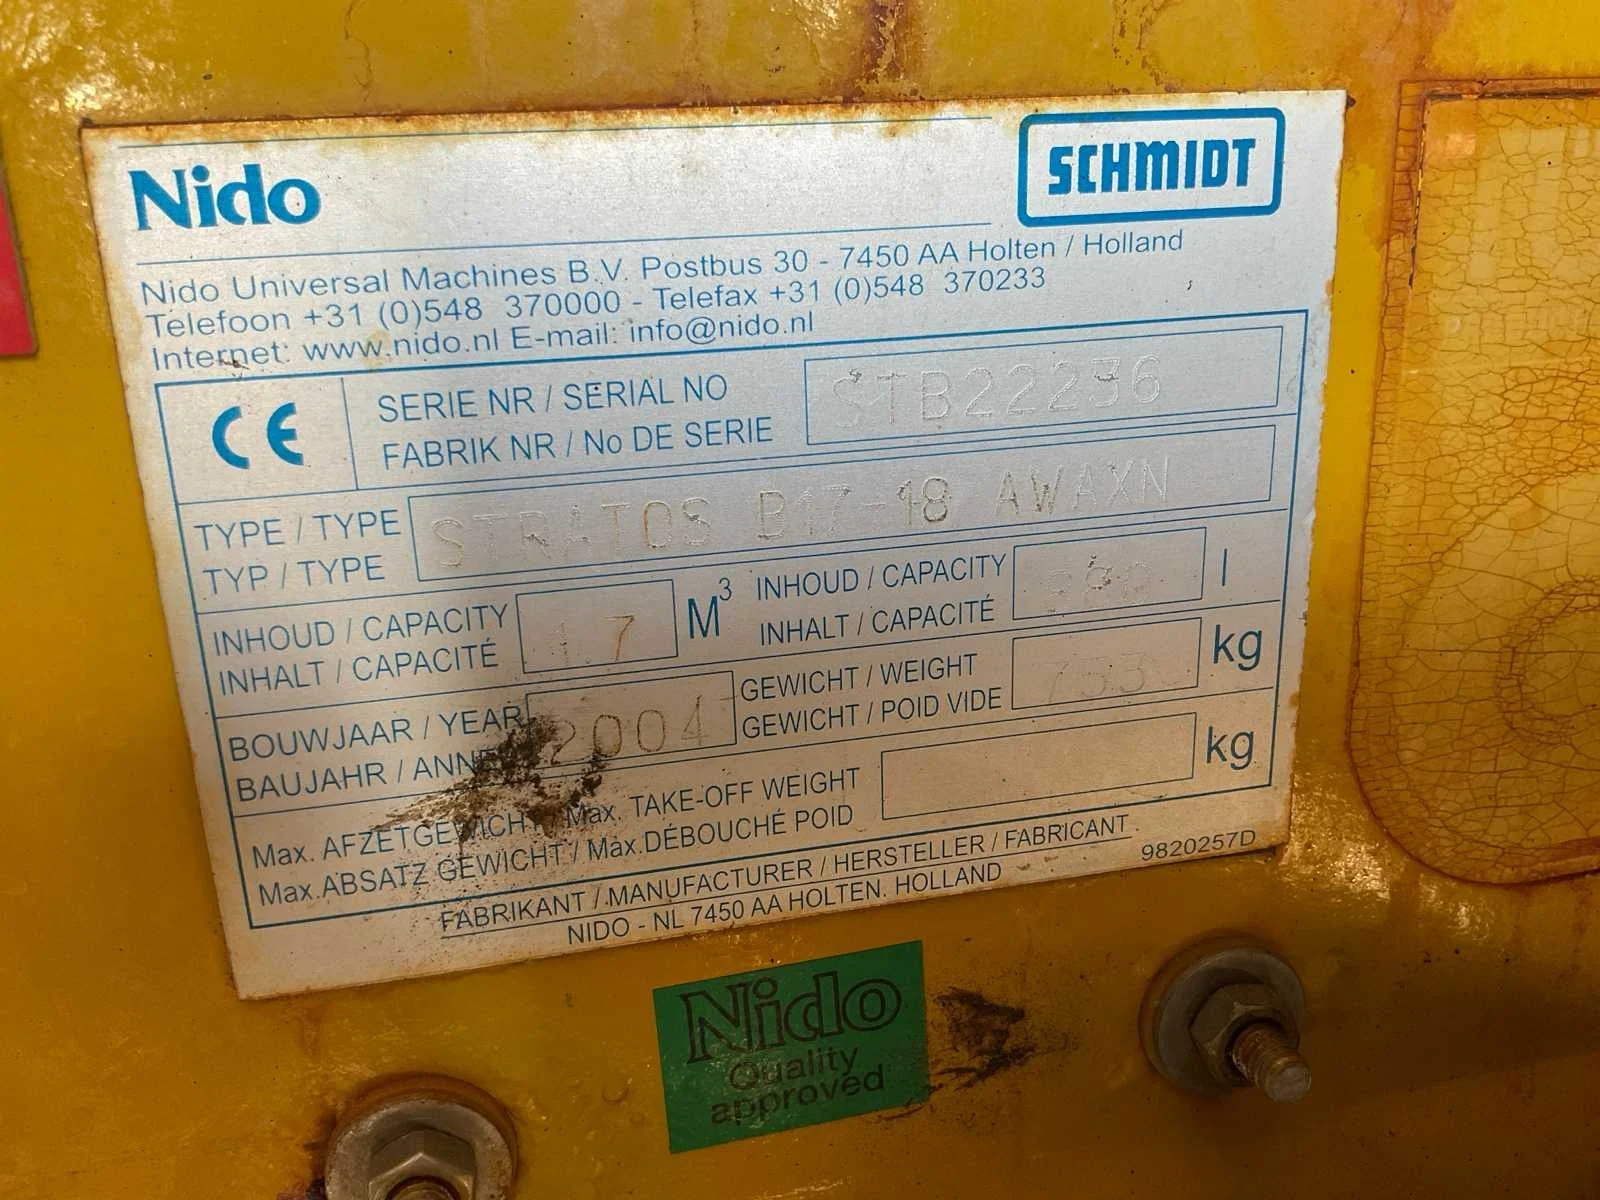 Nido
SCHMIDT
Nido Universal Machines B.V. Postbus 30 - 7450 AA Holten / Holland
Telefoon +31 (0)548 370000 - Telefax +31 (0)548 370233
Internet: www.nido.nl E-mail: info@nido.nl
CE
SERIE NR / SERIAL NO
FABRIK NR / No DE SERIE
STB22236
TYPE / TYPE
TYP / TYPE
STRATOS B17-18 AWAXN
INHOUD / CAPACITY
INHALT / CAPACITÉ
1.7 M³
INHOUD / CAPACITY
INHALT / CAPACITÉ
l
BOUWJAAR / YEAR
BAUJAHR / ANNE
2004
GEWICHT / WEIGHT
GEWICHT / POID VIDE
kg
Max. AFZETGEWICHT / Max. TAKE-OFF WEIGHT
Max.ABSATZ GEWICHT / Max.DÉBOUCHÉ POID
kg
FABRIKANT / MANUFACTURER / HERSTELLER / FABRICANT
NIDO - NL 7450 AA HOLTEN. HOLLAND
9820257D
Nido
Quality
approved